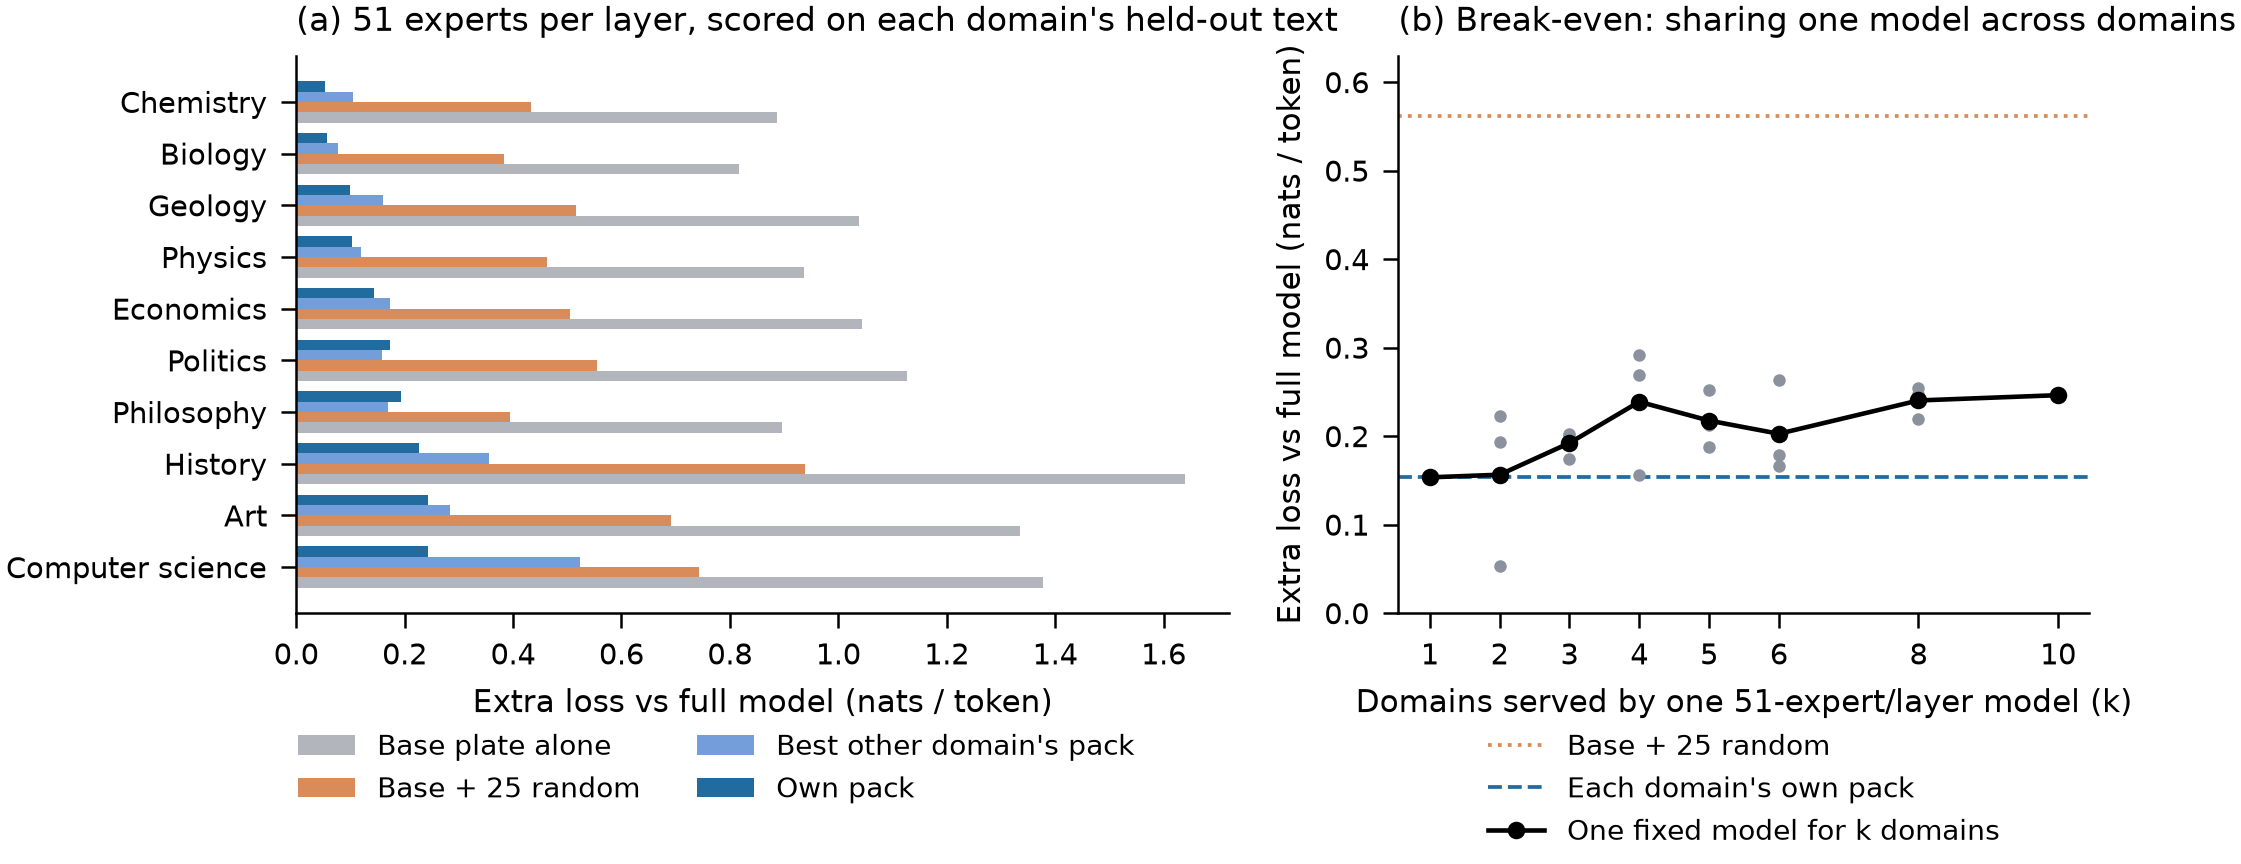 (a) 51 experts per layer, scored on each domain's held-out text
Chemistry
Biology
Geology
Physics
Economics
Politics
Philosophy
History
Art
Computer science
0.0 0.2 0.4 0.6 0.8 1.0 1.2 1.4 1.6
Extra loss vs full model (nats / token)
Base plate alone
Base + 25 random
Best other domain's pack
Own pack
(b) Break-even: sharing one model across domains
Extra loss vs full model (nats / token)
0.6
0.5
0.4
0.3
0.2
0.1
0.0
1 2 3 4 5 6 8 10
Domains served by one 51-expert/layer model (k)
Base + 25 random
Each domain's own pack
One fixed model for k domains